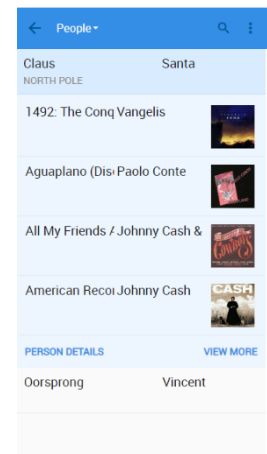 People
Claus Santa
NORTH POLE
1492: The Conq Vangelis
Aguaplano (Dis Paolo Conte
All My Friends A Johnny Cash &
American Recor Johnny Cash
CASH
PERSON DETAILS VIEW MORE
Oorsprong Vincent